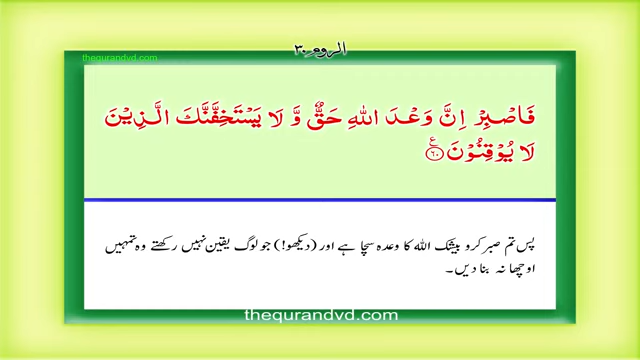 الروم ٣٠
thequrandvd.com
فَاصْبِرْ اِنَّ وَعْدَ اللّٰهِ حَقٌّ وَّ لَا یَسْتَخِفَّنَّكَ الَّذِیْنَ
لَا یُوْقِنُوْنَ ۠﴿۶۰﴾
پس تم صبر کرو بیشک اللہ کا وعدہ سچا ہے اور (دیکھو!) جو لوگ یقین نہیں رکھتے وہ تمہیں
اوچھا نہ بنا دیں۔
thequrandvd.com